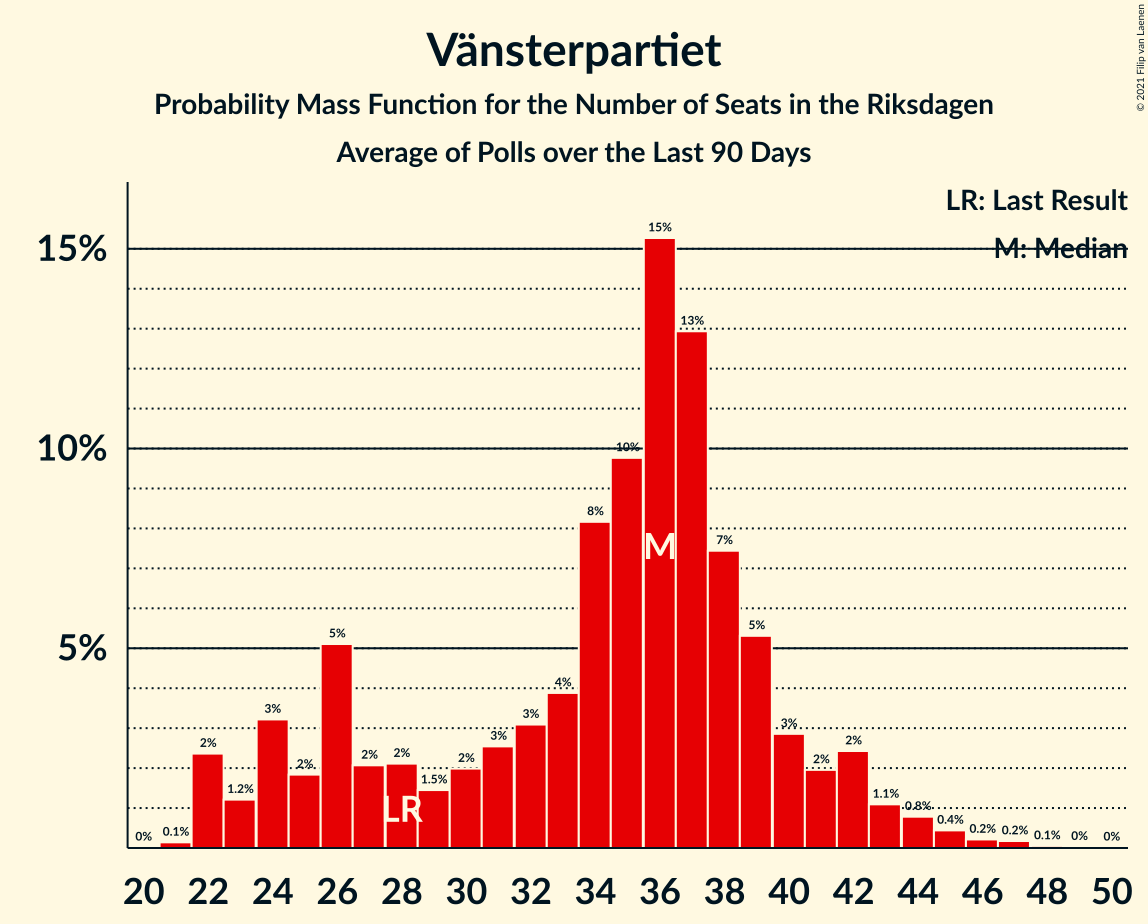 Vänsterpartiet
Probability Mass Function for the Number of Seats in the Riksdagen
Average of Polls over the Last 90 Days
© 2021 Filip van Laenen
LR: Last Result
M: Median
15%
10%
5%
0% 0.1% 2% 1.2% 3% 2% 5% 2% 2% 1.5% 2% 3% 3% 4% 8% 10% 15% 13% 7% 5% 3% 2% 2% 1.1% 0.8% 0.4% 0.2% 0.2% 0.1% 0% 0%
M
LR
20 22 24 26 28 30 32 34 36 38 40 42 44 46 48 50